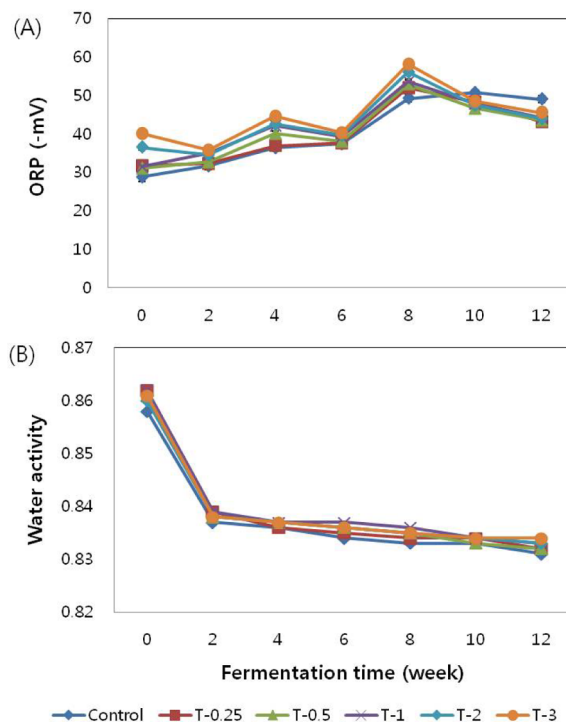 (A)
70
60
50
40
30
20
10
0
ORP (-mV)
0 2 4 6 8 10 12
(B)
0.87
0.86
0.85
0.84
0.83
0.82
Water activity
0 2 4 6 8 10 12
Fermentation time (week)
Control T-0.25 T-0.5 T-1 T-2 T-3